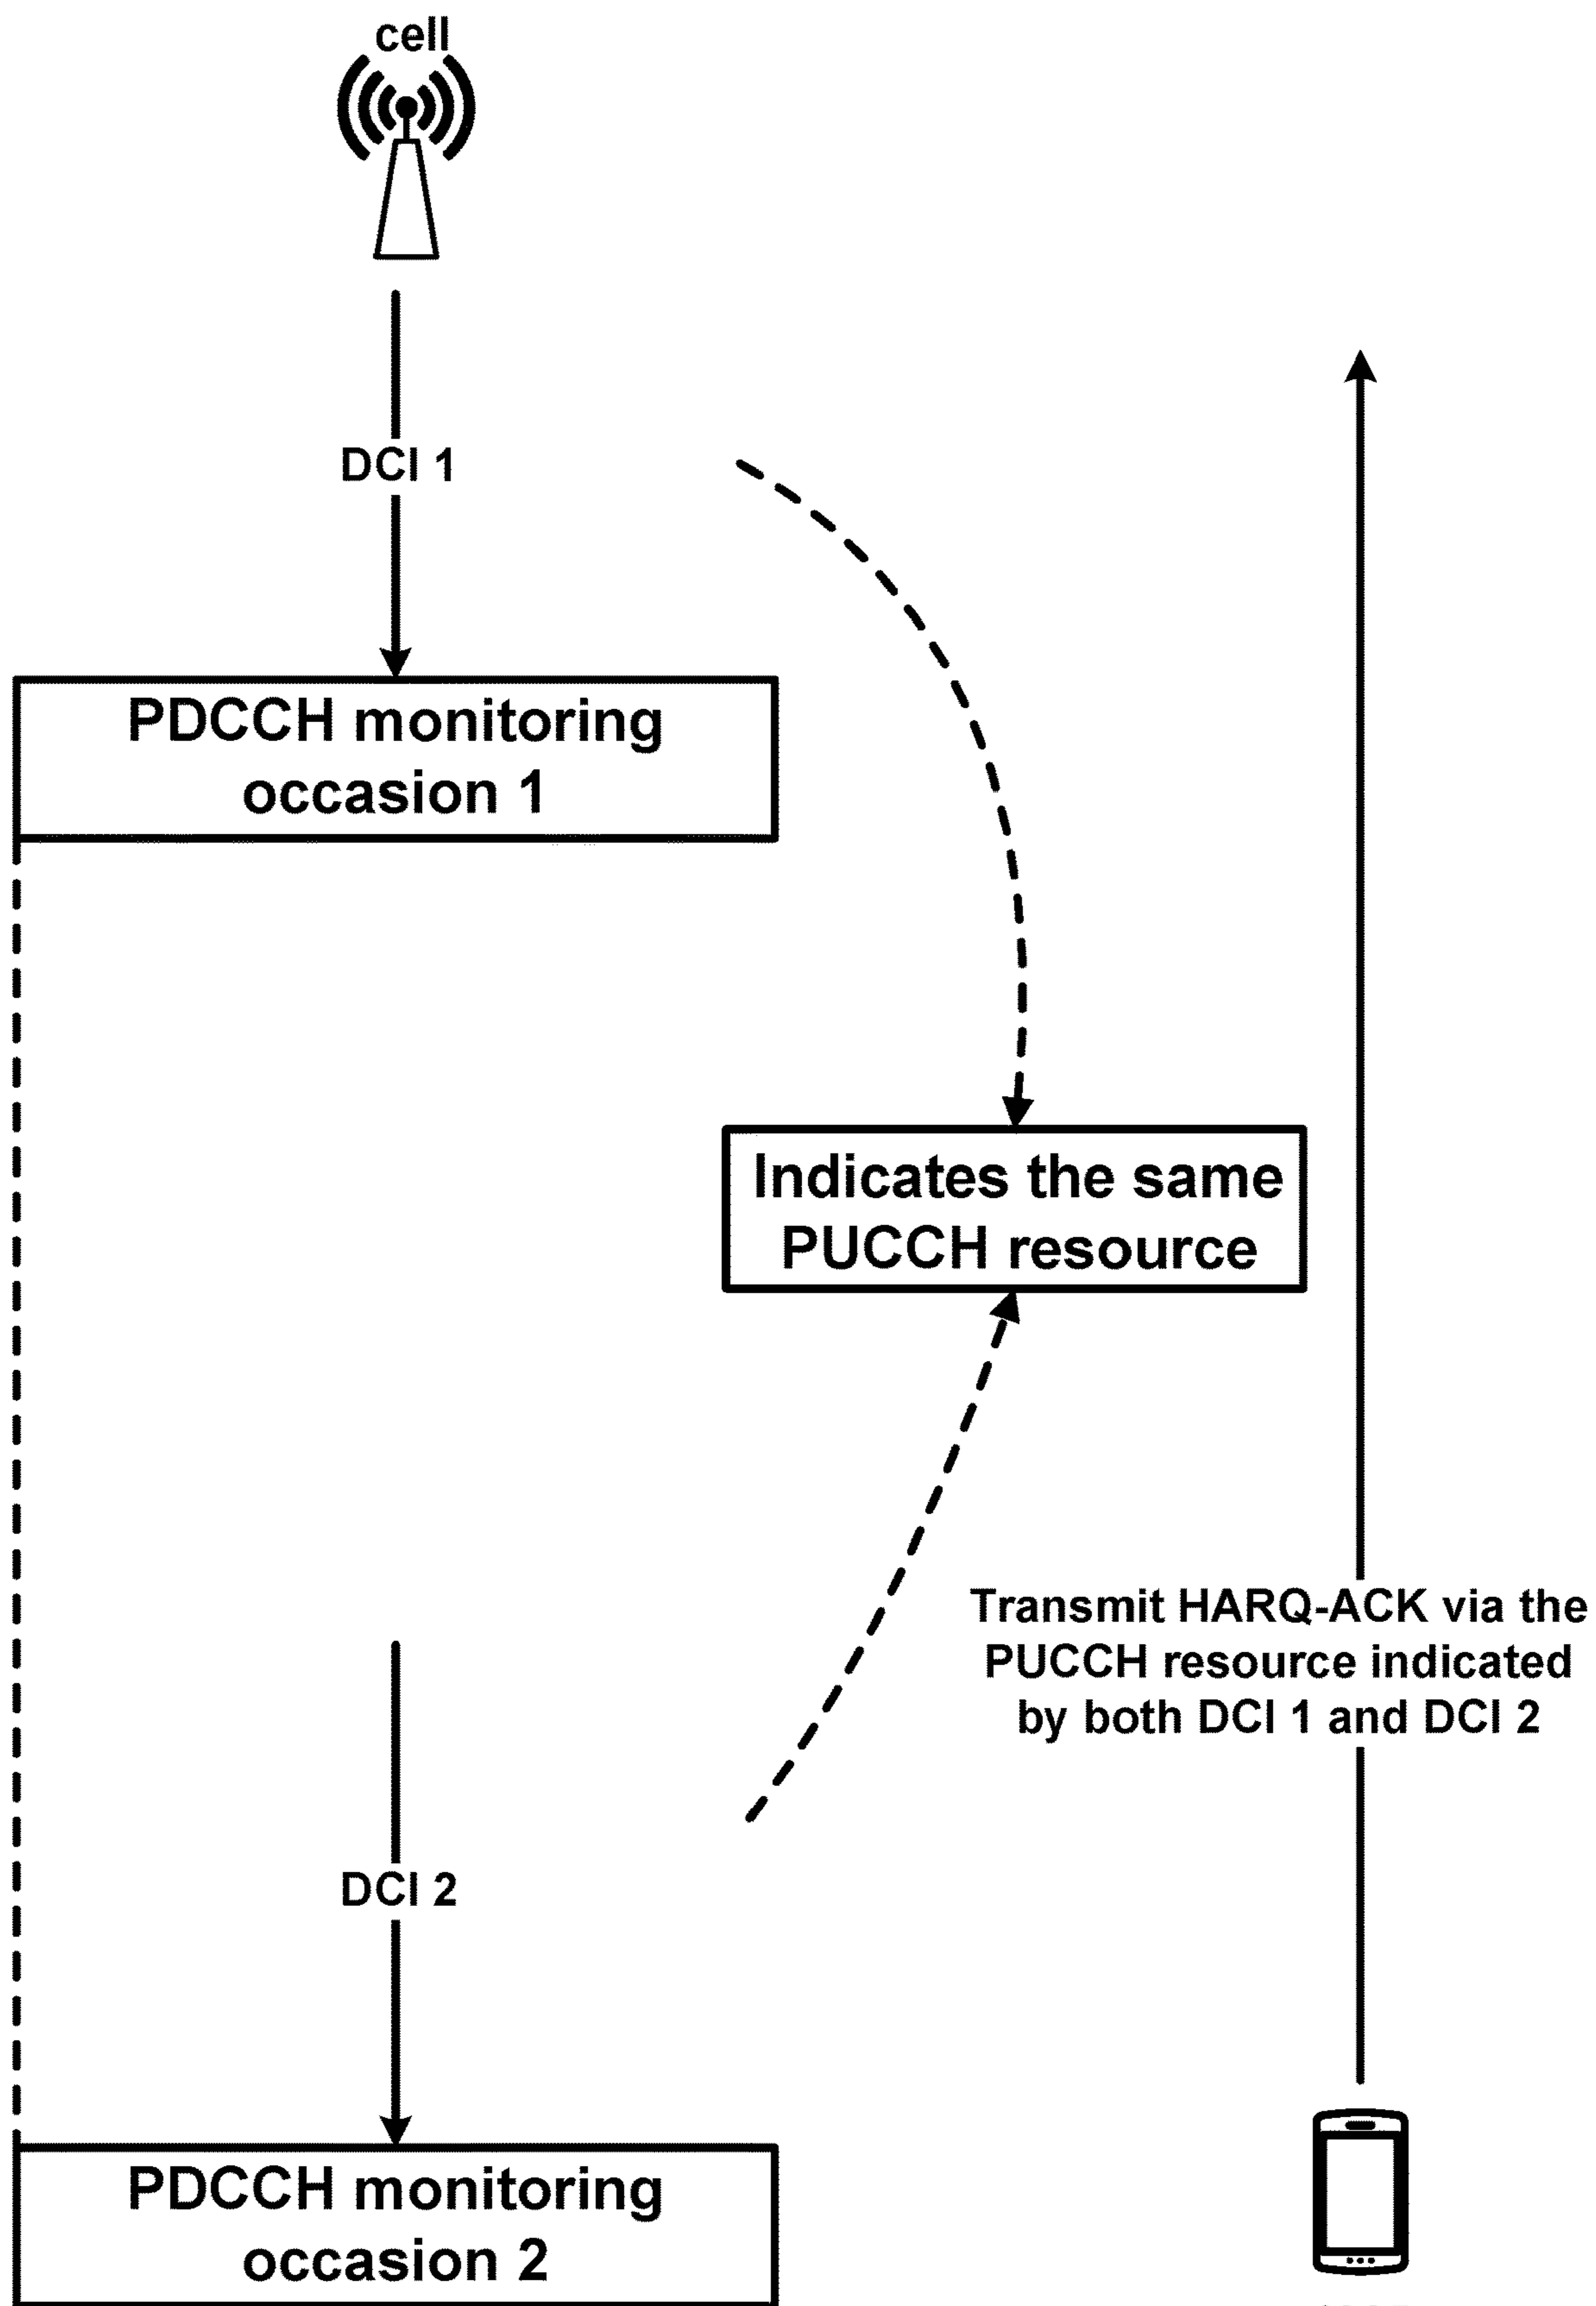 cell
DCI 1
PDCCH monitoring
occasion 1
Indicates the same
PUCCH resource
Transmit HARQ-ACK via the
PUCCH resource indicated
by both DCI 1 and DCI 2
DCI 2
PDCCH monitoring
occasion 2